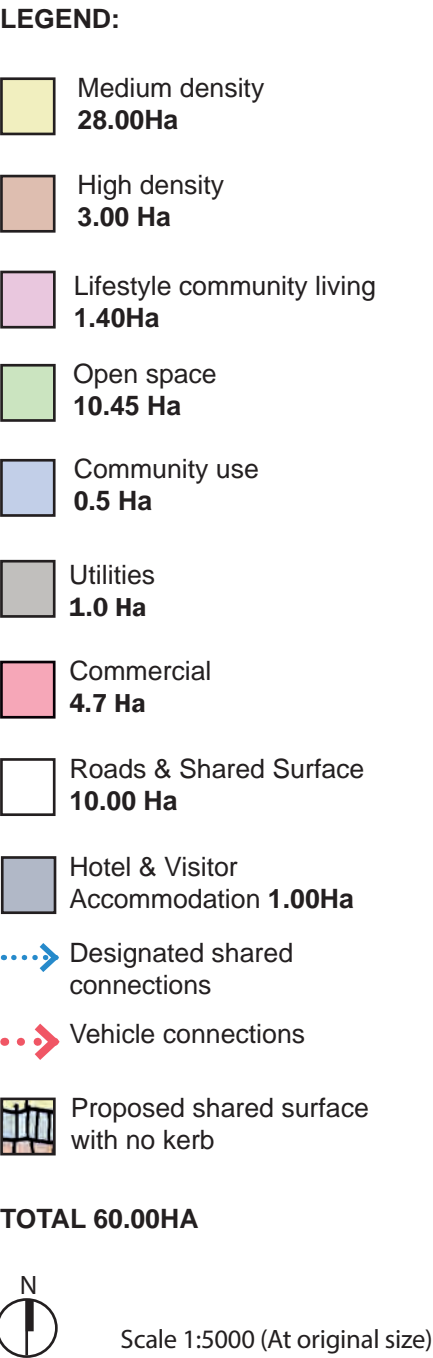 LEGEND:
Medium density
28.00Ha
High density
3.00 Ha
Lifestyle community living
1.40Ha
Open space
10.45 Ha
Community use
0.5 Ha
Utilities
1.0 Ha
Commercial
4.7 Ha
Roads & Shared Surface
10.00 Ha
Hotel & Visitor
Accommodation 1.00Ha
Designated shared
connections
Vehicle connections
Proposed shared surface
with no kerb
TOTAL 60.00HA
N
Scale 1:5000 (At original size)